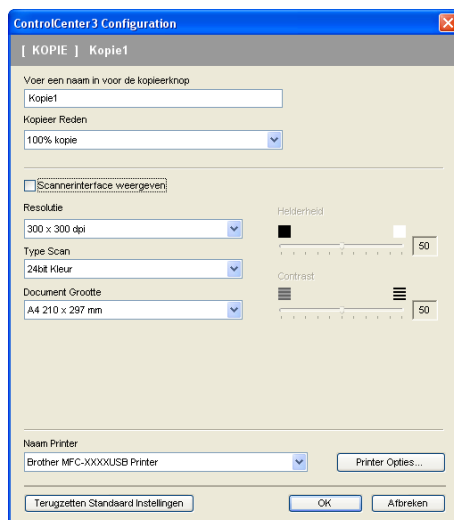 ControlCenter3 Configuration
[ KOPIE ] Kopie1
Voer een naam in voor de kopieerknop
Kopie1
Kopieer Reden
100% kopie
Scannerinterface weergeven
Resolutie
300 x 300 dpi
Type Scan
24bit Kleur
Document Grootte
A4 210 x 297 mm
Helderheid
50
Contrast
50
Naam Printer
Brother MFC-XXXXUSB Printer
Printer Opties...
Terugzetten Standaard Instellingen
OK
Afbreken